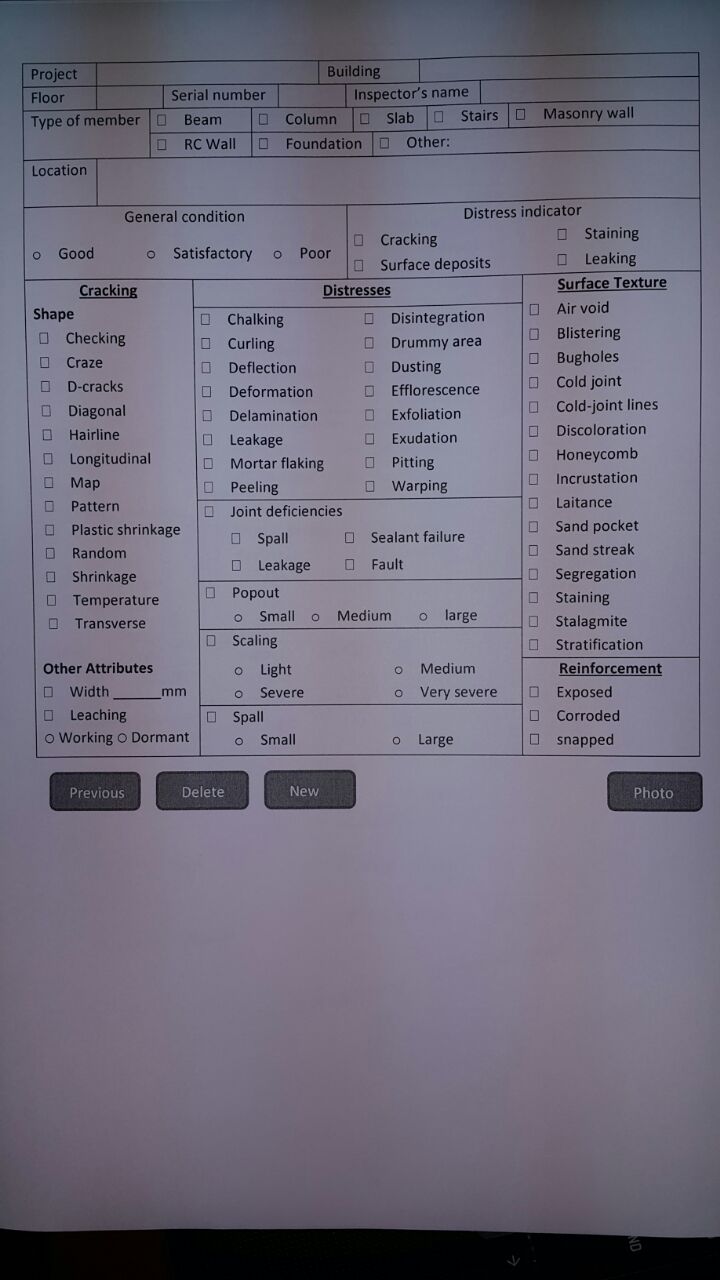 Project Building
Floor Serial number Inspector's name
Type of member Beam Column Slab Stairs Masonry wall
RC Wall Foundation Other:
Location
General condition
Good Satisfactory Poor
Distress indicator
Cracking Staining
Surface deposits Leaking
Cracking
Shape
Checking
Craze
D-cracks
Diagonal
Hairline
Longitudinal
Map
Pattern
Plastic shrinkage
Random
Shrinkage
Temperature
Transverse
Other Attributes
Width ______mm
Leaching
Working Dormant
Distresses
Chalking Disintegration
Curling Drummy area
Deflection Dusting
Deformation Efflorescence
Delamination Exfoliation
Leakage Exudation
Mortar flaking Pitting
Peeling Warping
Joint deficiencies
Spall Sealant failure
Leakage Fault
Popout
Small Medium large
Scaling
Light Medium
Severe Very severe
Spall
Small Large
Surface Texture
Air void
Blistering
Bugholes
Cold joint
Cold-joint lines
Discoloration
Honeycomb
Incrustation
Laitance
Sand pocket
Sand streak
Segregation
Staining
Stalagmite
Stratification
Reinforcement
Exposed
Corroded
snapped
Previous Delete New Photo